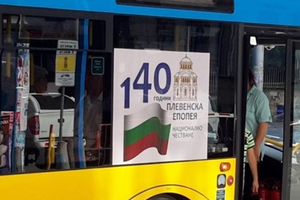 140
ГОДИНИ
ПЛЕВЕНСКА
ЕПОПЕЯ
НАЦИОНАЛНО
ЧЕСТВАНЕ